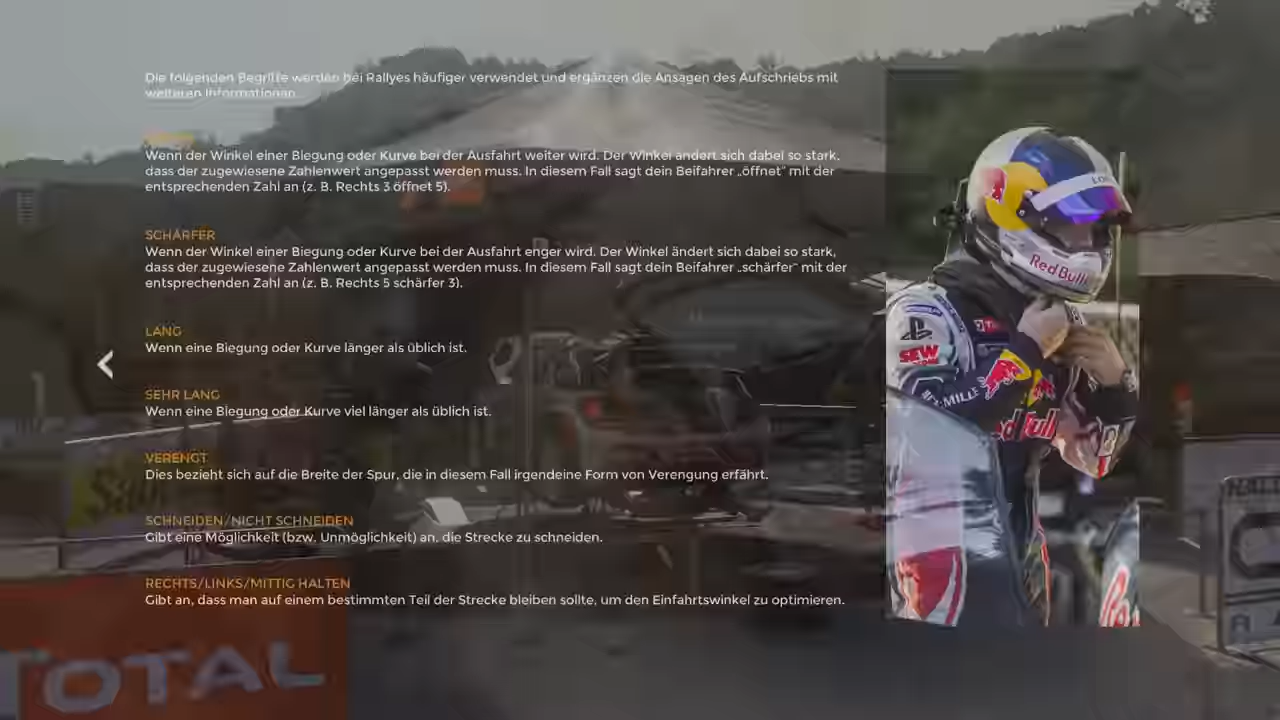 Die folgenden Begriffe werden bei Rallyes häufiger verwendet und ergänzen die Ansagen des Aufschriebs mit
weiteren Informationen.
Wenn der Winkel einer Biegung oder Kurve bei der Ausfahrt weiter wird. Der Winkel ändert sich dabei so stark,
dass der zugewiesene Zahlenwert angepasst werden muss. In diesem Fall sagt dein Beifahrer „öffnet" mit der
entsprechenden Zahl an (z. B. Rechts 3 öffnet 5).
SCHÄRFER
Wenn der Winkel einer Biegung oder Kurve bei der Ausfahrt enger wird. Der Winkel ändert sich dabei so stark,
dass der zugewiesene Zahlenwert angepasst werden muss. In diesem Fall sagt dein Beifahrer „schärfer" mit der
entsprechenden Zahl an (z. B. Rechts 5 schärfer 3).
LANG
Wenn eine Biegung oder Kurve länger als üblich ist.
SEHR LANG
Wenn eine Biegung oder Kurve viel länger als üblich ist.
VERENGT
Dies bezieht sich auf die Breite der Spur, die in diesem Fall irgendeine Form von Verengung erfährt.
SCHNEIDEN/NICHT SCHNEIDEN
Gibt eine Möglichkeit (bzw. Unmöglichkeit) an, die Strecke zu schneiden.
RECHTS/LINKS/MITTIG HALTEN
Gibt an, dass man auf einem bestimmten Teil der Strecke bleiben sollte, um den Einfahrtswinkel zu optimieren.
TOTAL
Red Bull
SEW